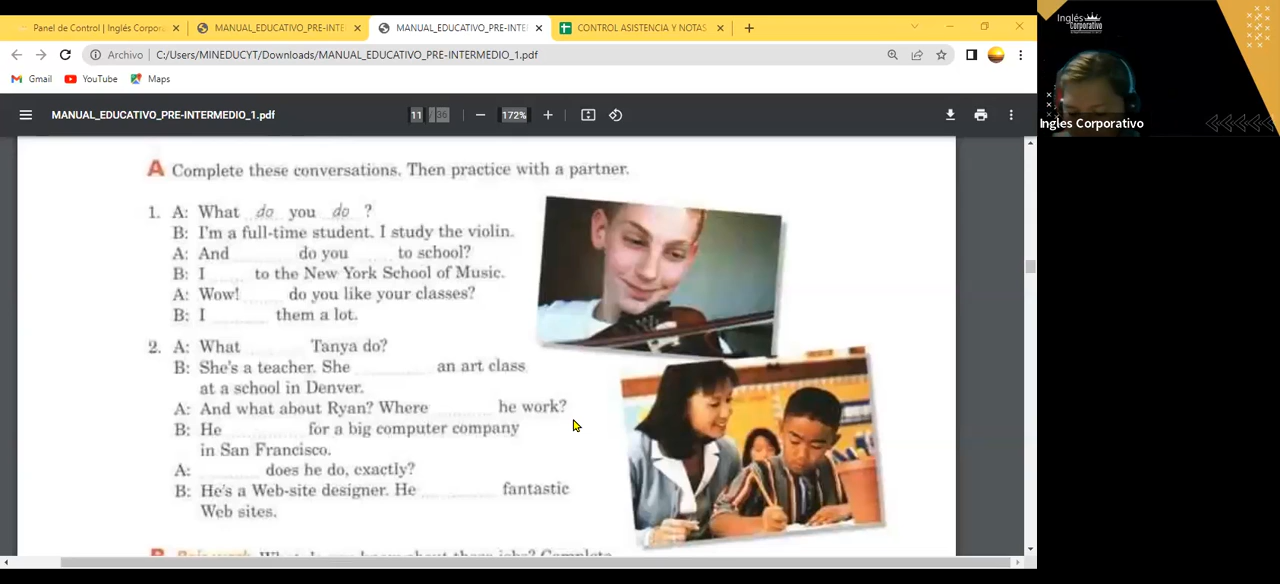 Panel de Control | Inglés Corpora
MANUAL_EDUCATIVO_PRE-INTERME
MANUAL_EDUCATIVO_PRE-INTERME
CONTROL ASISTENCIA Y NOTAS
Archivo
C:/Users/MINEDUCYT/Downloads/MANUAL_EDUCATIVO_PRE-INTERMEDIO_1.pdf
Gmail
YouTube
Maps
MANUAL_EDUCATIVO_PRE-INTERMEDIO_1.pdf
11 / 36
172%
A Complete these conversations. Then practice with a partner.
1. A: What do you do ?
B: I'm a full-time student. I study the violin.
A: And ........ do you ........ to school?
B: I ........ to the New York School of Music.
A: Wow! ........ do you like your classes?
B: I ........ them a lot.
2. A: What ........ Tanya do?
B: She's a teacher. She ........ an art class
at a school in Denver.
A: And what about Ryan? Where ........ he work?
B: He ........ for a big computer company
in San Francisco.
A: ........ does he do, exactly?
B: He's a Web-site designer. He ........ fantastic
Web sites.
Inglés
Corporativo
Ingles Corporativo